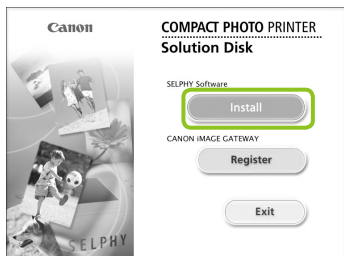 Canon
COMPACT PHOTO PRINTER
Solution Disk
SELPHY Software
Install
CANON iMAGE GATEWAY
Register
Exit
SELPHY